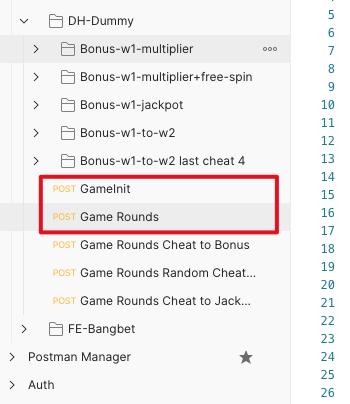 DH-Dummy
Bonus-w1-multiplier
Bonus-w1-multiplier+free-spin
Bonus-w1-jackpot
Bonus-w1-to-w2
Bonus-w1-to-w2 last cheat 4
POST GameInit
POST Game Rounds
POST Game Rounds Cheat to Bonus
POST Game Rounds Random Cheat...
POST Game Rounds Cheat to Jack...
FE-Bangbet
Postman Manager
Auth
5
6
7
8
9
10
11
12
13
14
15
16
17
18
19
20
21
22
23
24
25
26